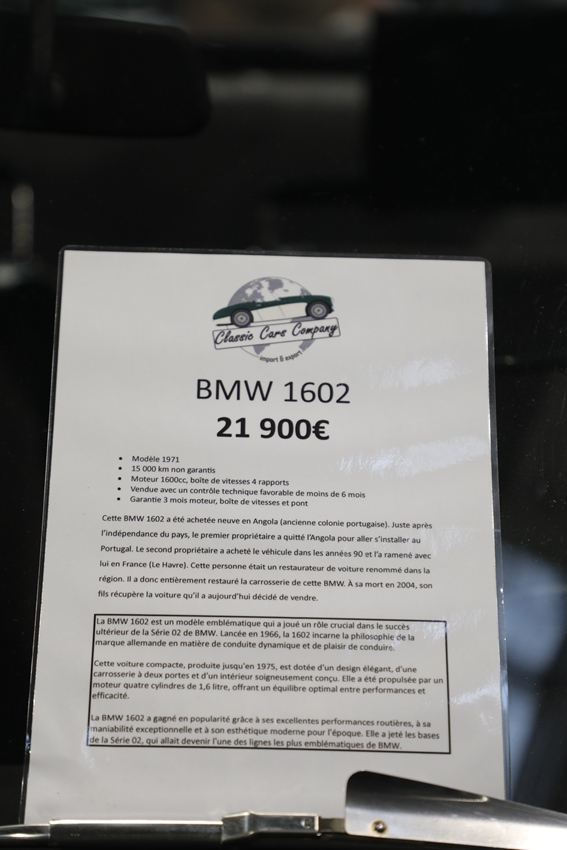 Classic Cars Company
import & export
BMW 1602
21 900€
• Modèle 1971
• 15 000 km non garantis
• Moteur 1600cc, boîte de vitesses 4 rapports
• Vendue avec un contrôle technique favorable de moins de 6 mois
• Garantie 3 mois moteur, boîte de vitesses et pont
Cette BMW 1602 a été achetée neuve en Angola (ancienne colonie portugaise). Juste après
l'indépendance du pays, le premier propriétaire a quitté l'Angola pour aller s'installer au
Portugal. Le second propriétaire a acheté le véhicule dans les années 90 et l'a ramené avec
lui en France (Le Havre). Cette personne était un restaurateur de voiture renommé dans la
région. Il a donc entièrement restauré la carrosserie de cette BMW. À sa mort en 2004, son
fils récupère la voiture qu'il a aujourd'hui décidé de vendre.
La BMW 1602 est un modèle emblématique qui a joué un rôle crucial dans le succès
ultérieur de la Série 02 de BMW. Lancée en 1966, la 1602 incarne la philosophie de la
marque allemande en matière de conduite dynamique et de plaisir de conduire.
Cette voiture compacte, produite jusqu'en 1975, est dotée d'un design élégant, d'une
carrosserie à deux portes et d'un intérieur soigneusement conçu. Elle a été propulsée par un
moteur quatre cylindres de 1,6 litre, offrant un équilibre optimal entre performances et
efficacité.
La BMW 1602 a gagné en popularité grâce à ses excellentes performances routières, à sa
maniabilité exceptionnelle et à son esthétique moderne pour l'époque. Elle a jeté les bases
de la Série 02, qui allait devenir l'une des lignes les plus emblématiques de BMW.